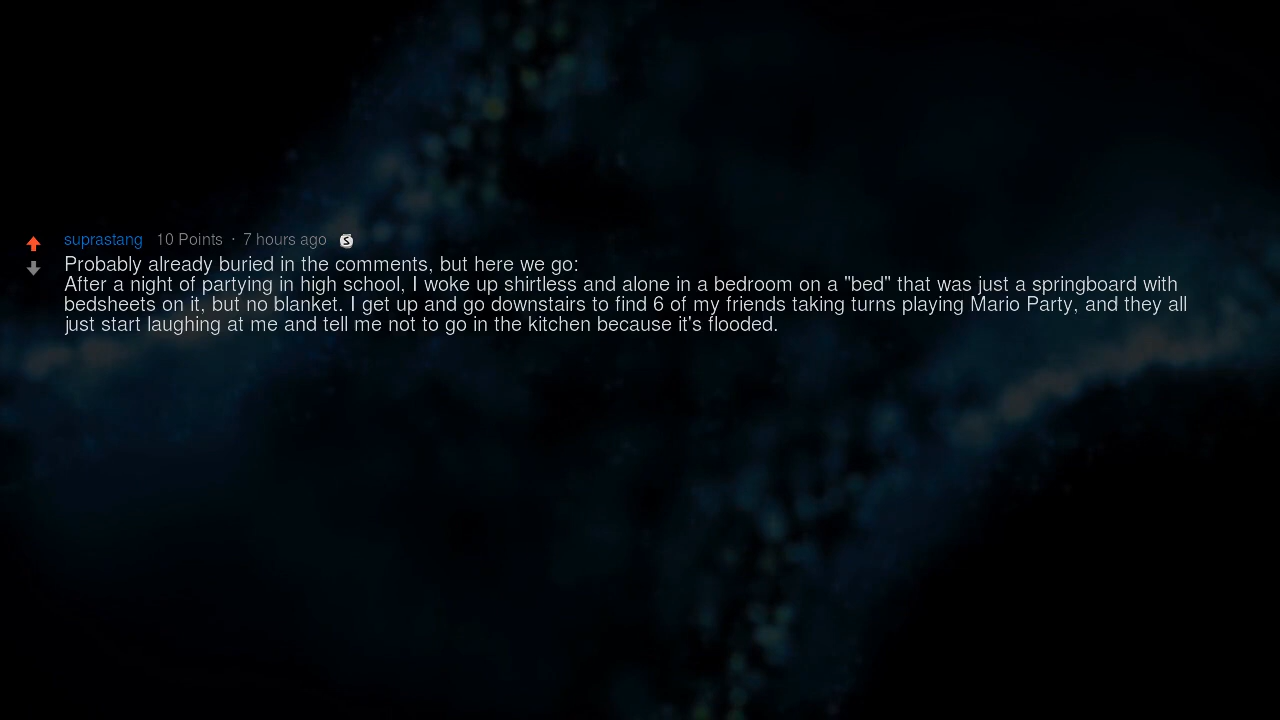 suprastang 10 Points · 7 hours ago S
Probably already buried in the comments, but here we go:
After a night of partying in high school, I woke up shirtless and alone in a bedroom on a "bed" that was just a springboard with
bedsheets on it, but no blanket. I get up and go downstairs to find 6 of my friends taking turns playing Mario Party, and they all
just start laughing at me and tell me not to go in the kitchen because it's flooded.